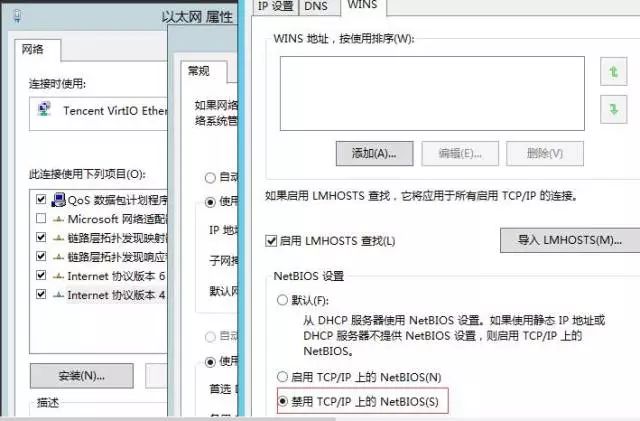 以太网 属性
网络
连接时使用:
Tencent VirtIO Ether
此连接使用下列项目(O):
QoS 数据包计划程序
Microsoft 网络适配
链路层拓扑发现映射
链路层拓扑发现响应
Internet 协议版本 6
Internet 协议版本 4
安装(N)...
描述
常规
如果网络
络系统管
自动
使用
IP 地址
子网掩
默认网
自动
使用
首选 D
IP 设置
DNS
WINS
WINS 地址，按使用排序(W):
添加(A)...
编辑(E)...
删除(V)
如果启用 LMHOSTS 查找，它将应用于所有启用 TCP/IP 的连接。
启用 LMHOSTS 查找(L)
导入 LMHOSTS(M)...
NetBIOS 设置
默认(F):
从 DHCP 服务器使用 NetBIOS 设置。如果使用静态 IP 地址或
DHCP 服务器不提供 NetBIOS 设置，则启用 TCP/IP 上的
NetBIOS。
启用 TCP/IP 上的 NetBIOS(N)
禁用 TCP/IP 上的 NetBIOS(S)